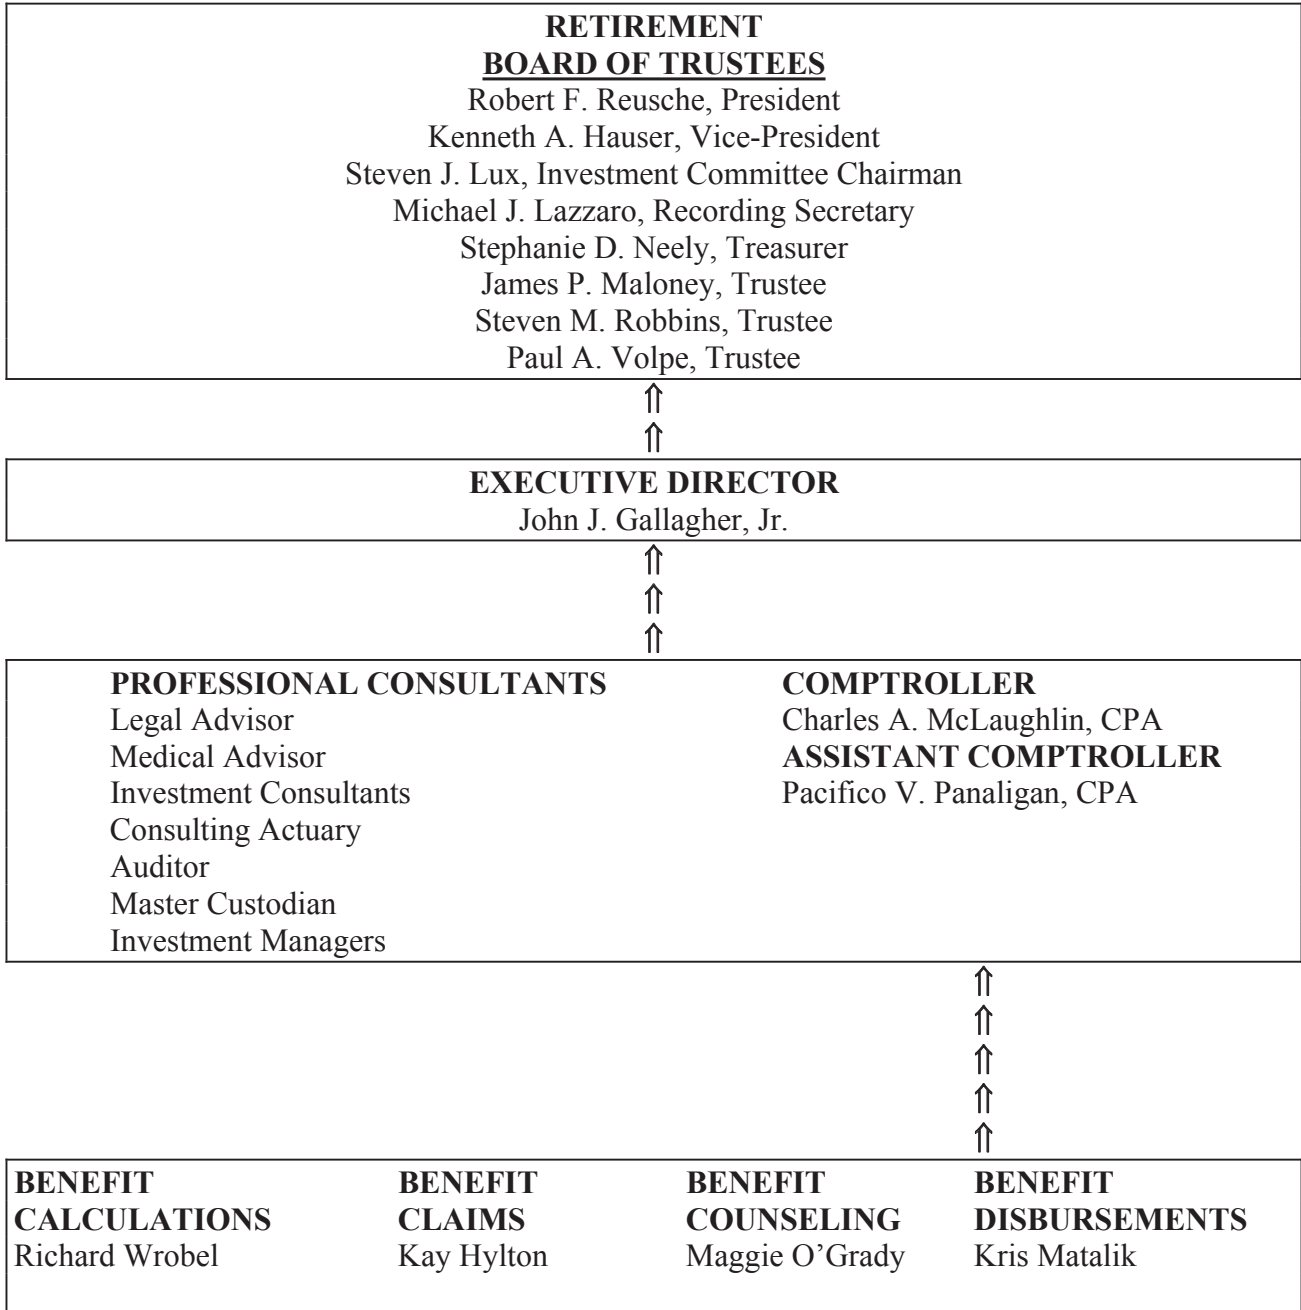 RETIREMENT
BOARD OF TRUSTEES
Robert F. Reusche, President
Kenneth A. Hauser, Vice-President
Steven J. Lux, Investment Committee Chairman
Michael J. Lazzaro, Recording Secretary
Stephanie D. Neely, Treasurer
James P. Maloney, Trustee
Steven M. Robbins, Trustee
Paul A. Volpe, Trustee
⇑
⇑
EXECUTIVE DIRECTOR
John J. Gallagher, Jr.
⇑
⇑
⇑
PROFESSIONAL CONSULTANTS
Legal Advisor
Medical Advisor
Investment Consultants
Consulting Actuary
Auditor
Master Custodian
Investment Managers
COMPTROLLER
Charles A. McLaughlin, CPA
ASSISTANT COMPTROLLER
Pacifico V. Panaligan, CPA
⇑
⇑
⇑
⇑
⇑
BENEFIT
CALCULATIONS
Richard Wrobel
BENEFIT
CLAIMS
Kay Hylton
BENEFIT
COUNSELING
Maggie O’Grady
BENEFIT
DISBURSEMENTS
Kris Matalik